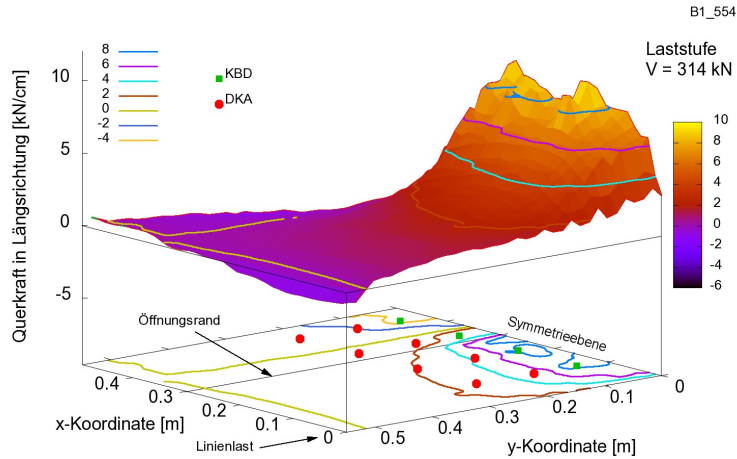 B1_554
Laststufe
V = 314 kN
8
6
4
2
0
-2
-4
KBD
DKA
Querkraft in Längsrichtung [kN/cm]
10
5
0
-5
10
8
6
4
2
0
-2
-4
-6
Öffnungsrand
Symmetrieebene
0.4
0.3
0.2
0.1
0
x-Koordinate [m]
Linienlast
0.5
0.4
0.3
0.2
0.1
0
y-Koordinate [m]